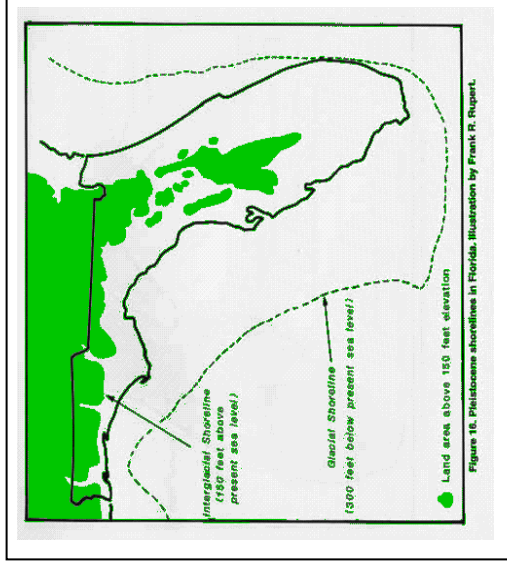 Interglacial Shoreline
(150 feet above
present sea level)
Glacial Shoreline
(300 feet below present sea level)
Land area above 150 feet elevation
Figure 16. Pleistocene shorelines in Florida. Illustration by Frank R. Rupert.